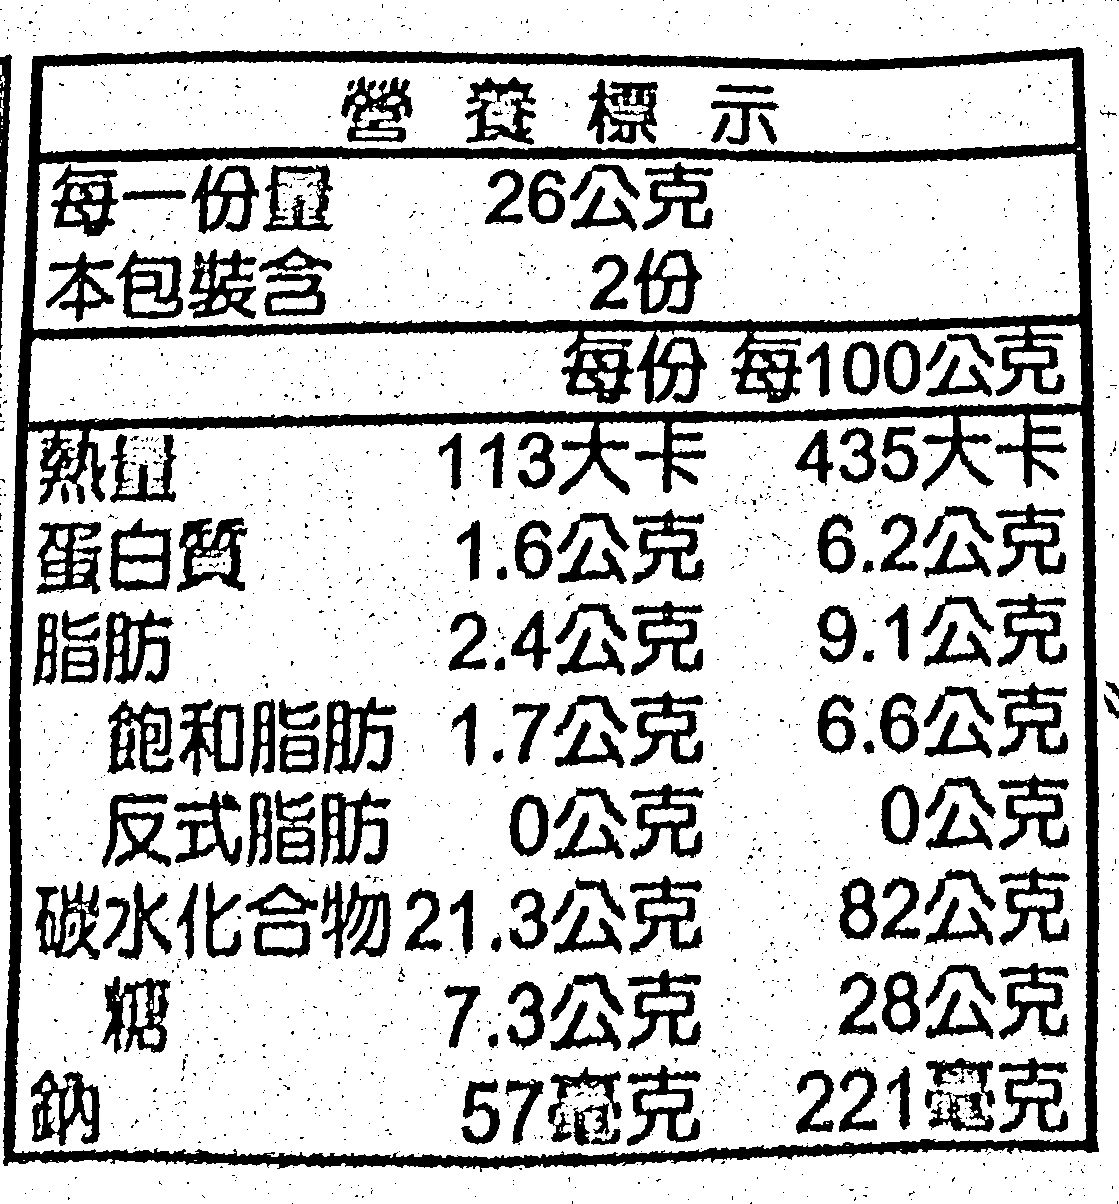 營養標示
每一份量 26公克
本包裝含 2份
每份 每100公克
熱量 113大卡 435大卡
蛋白質 1.6公克 6.2公克
脂肪 2.4公克 9.1公克
飽和脂肪 1.7公克 6.6公克
反式脂肪 0公克 0公克
碳水化合物 21.3公克 82公克
糖 7.3公克 28公克
鈉 57毫克 221毫克